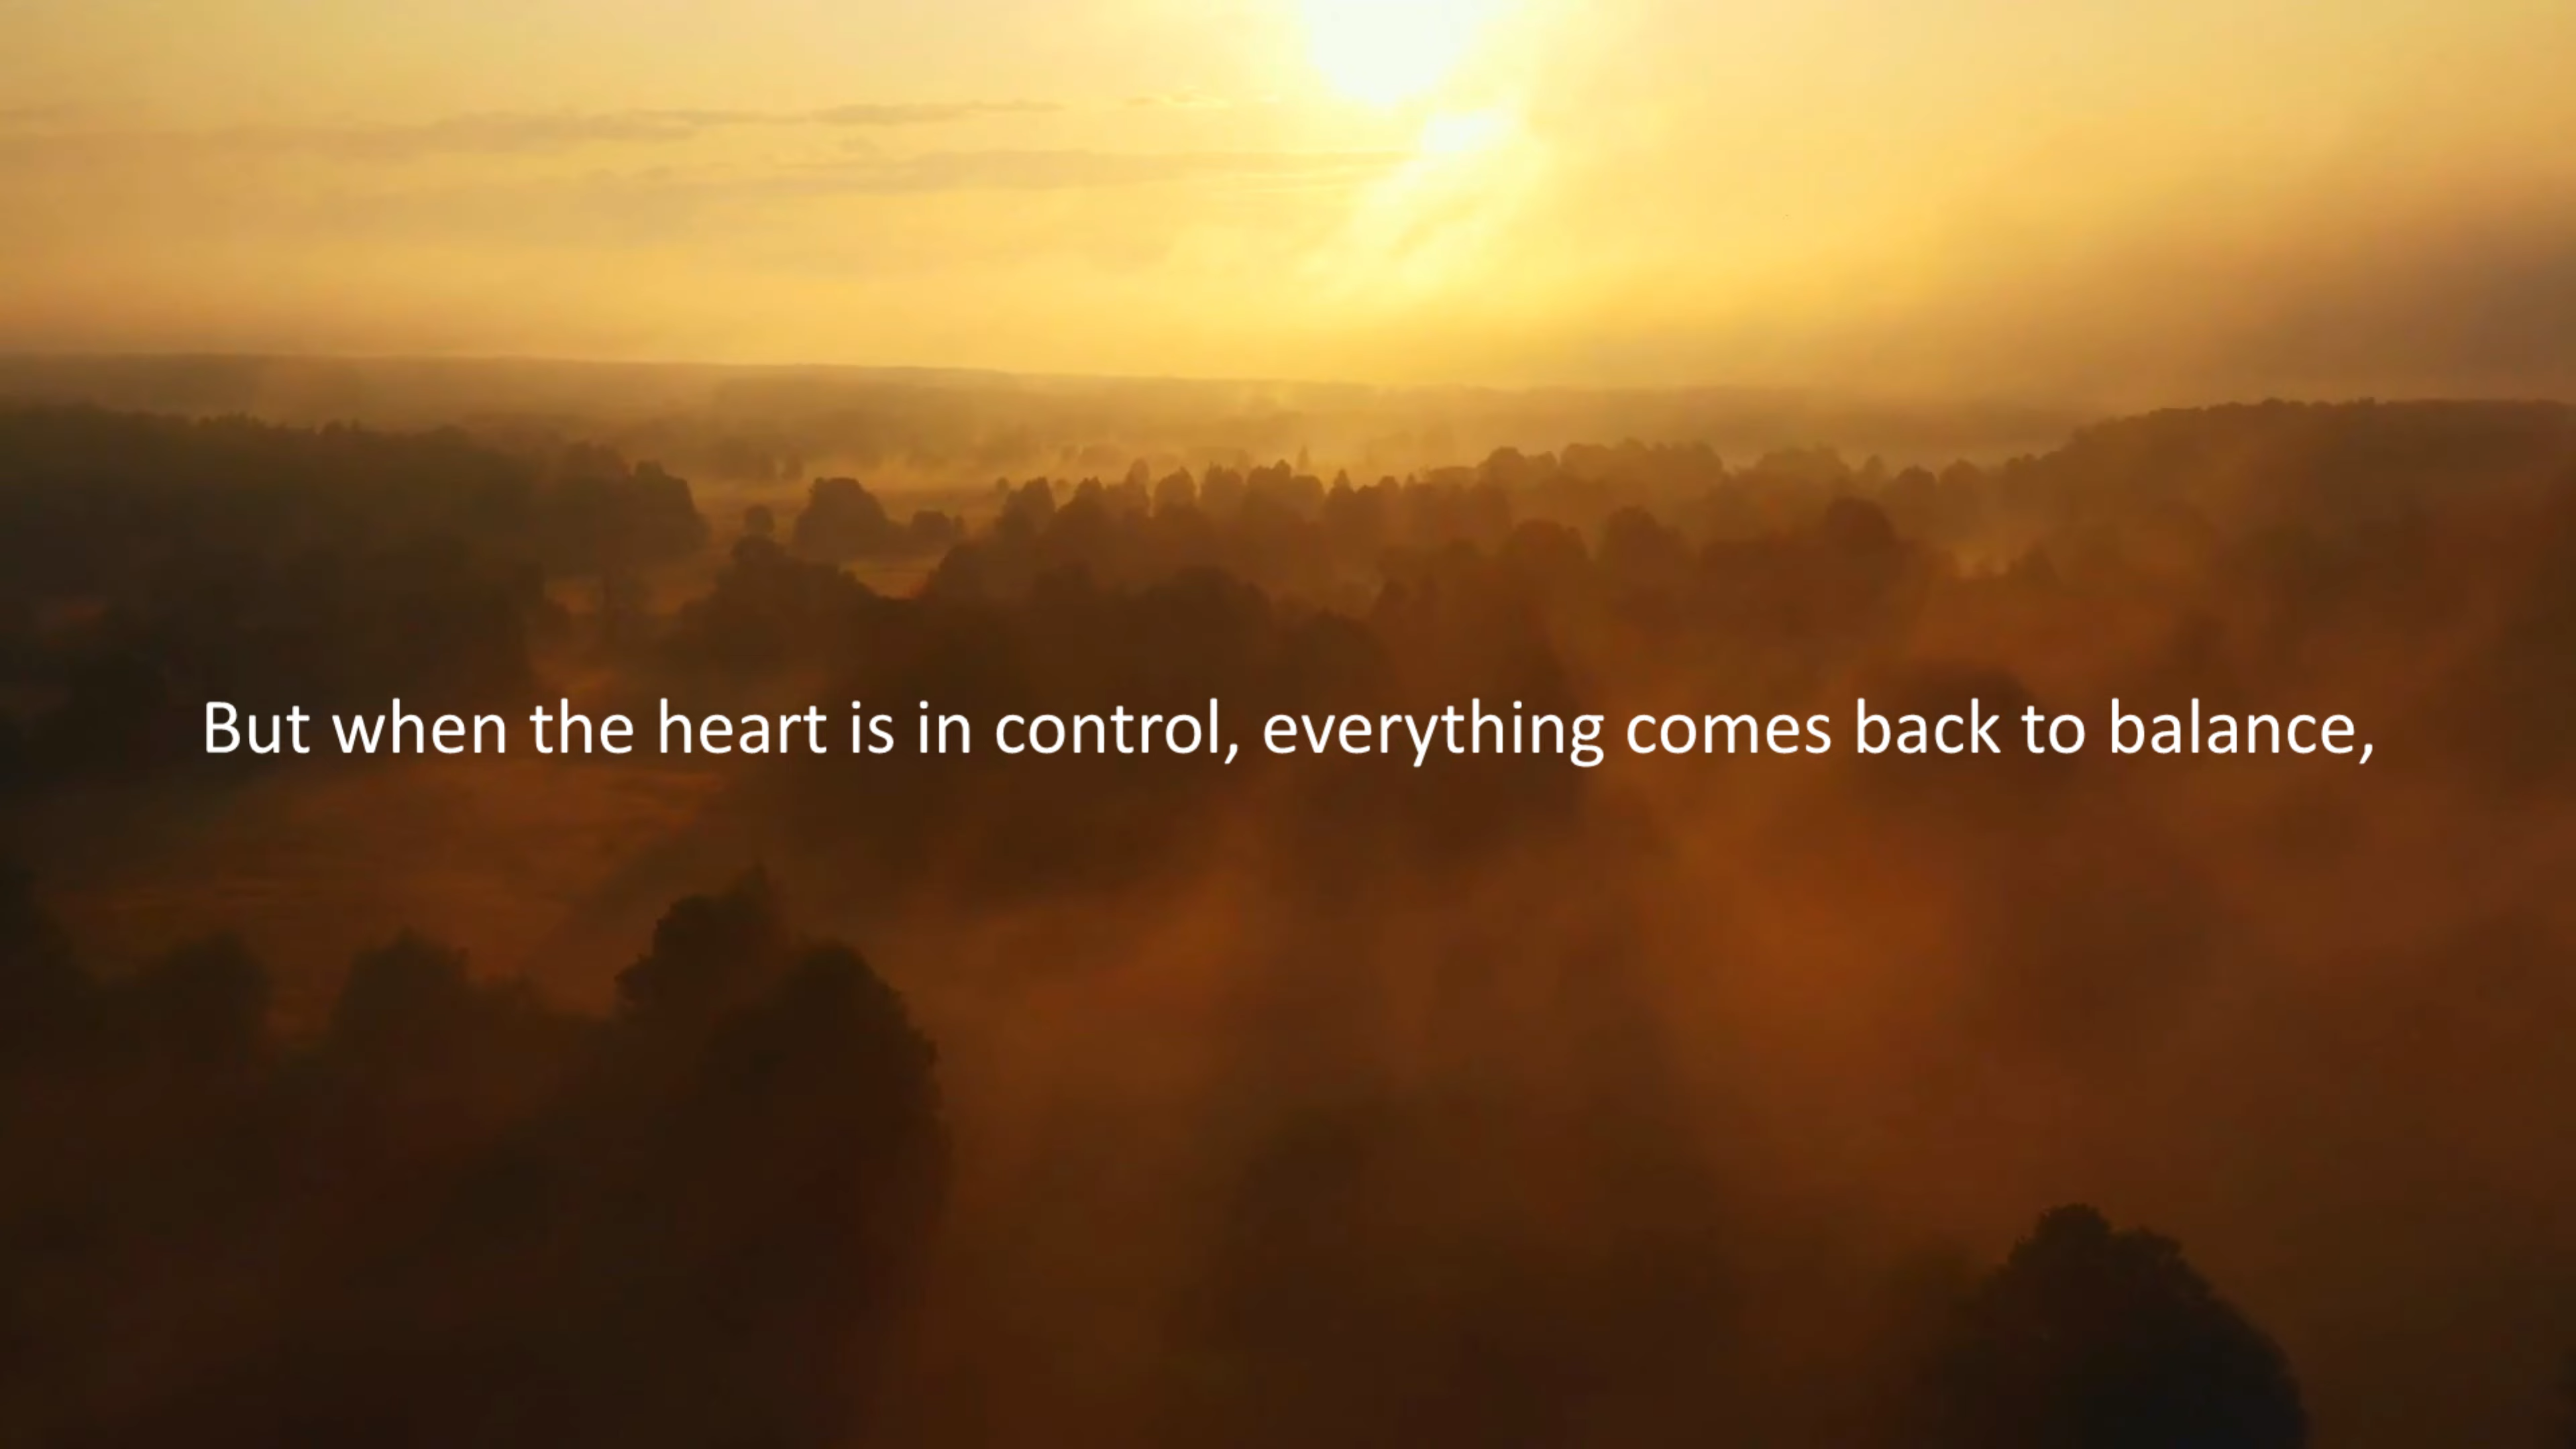 But when the heart is in control, everything comes back to balance,